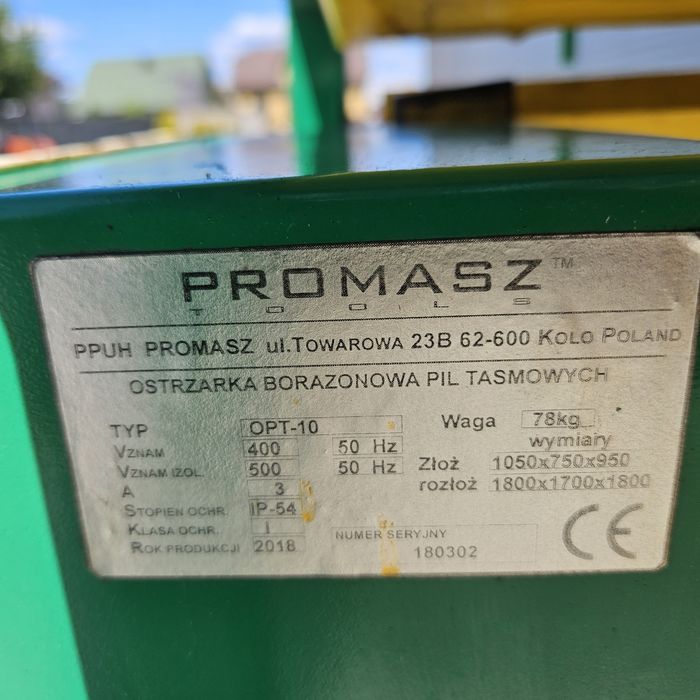 PROMASZ™
TOOLS
PPUH PROMASZ ul.Towarowa 23B 62-600 Kolo Poland
OSTRZARKA BORAZONOWA PIL TASMOWYCH
TYP OPT-10 Waga 78kg
Vznam 400 50 Hz wymiary
Vznam izol. 500 50 Hz Złoż 1050x750x950
A 3 rozłoż 1800x1700x1800
Stopien ochr. IP-54
Klasa ochr. I NUMER SERYJNY
Rok produkcji 2018 180302
CE